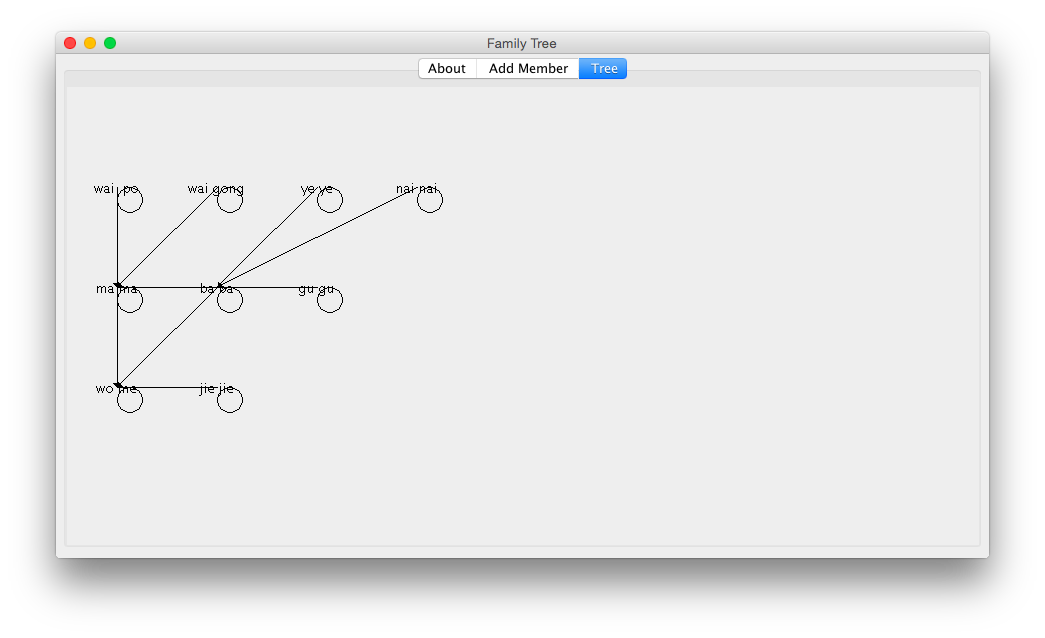 Family Tree
About Add Member Tree
wai po wai gong ye ye nai nai
ma ma ba ba gu gu
wo me jie jie